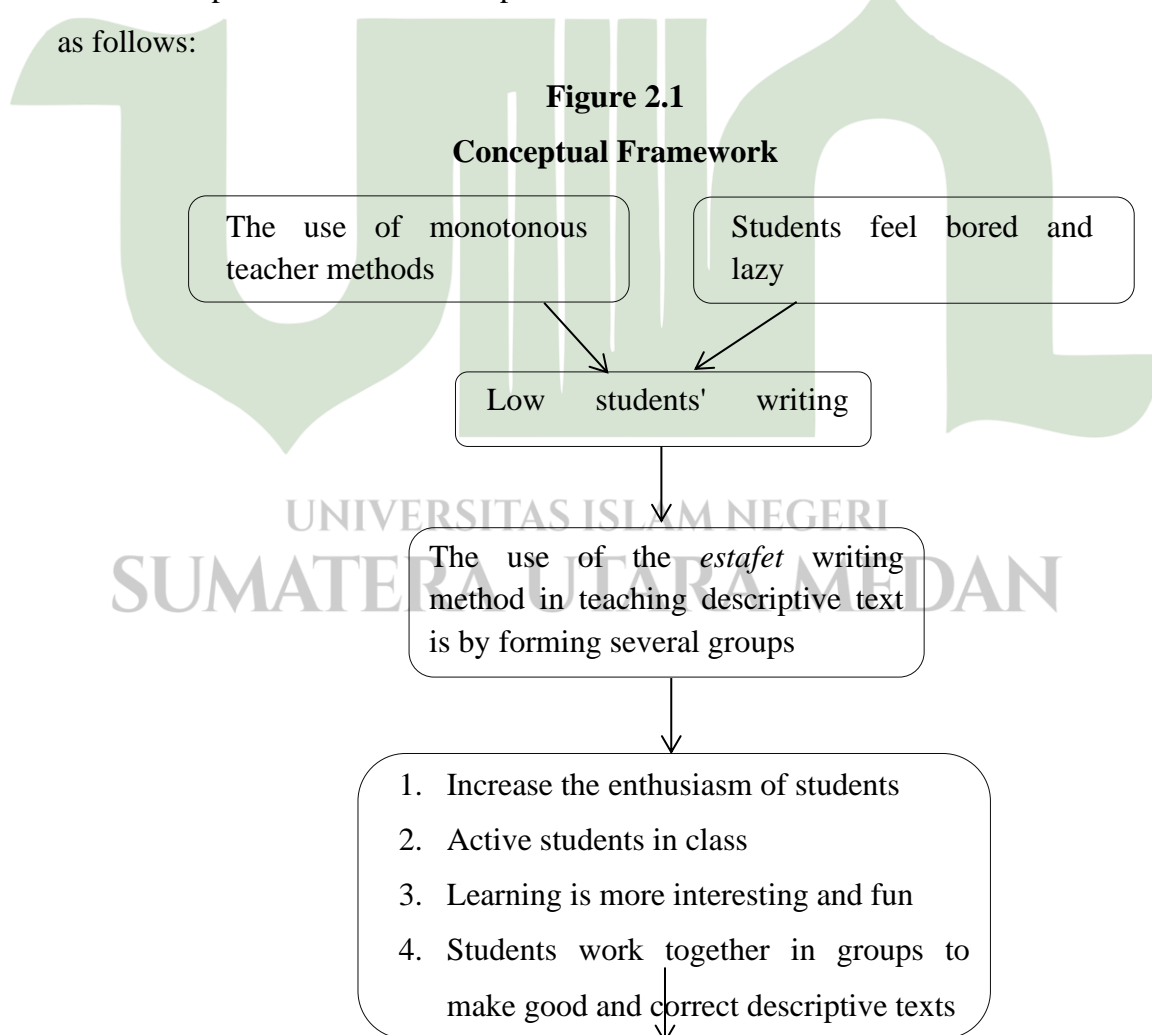 as follows:
Figure 2.1
Conceptual Framework
The use of monotonous
teacher methods
Students feel bored and
lazy
Low students' writing
UNIVERSITAS ISLAM NEGERI
SUMATERA UTARA MEDAN
The use of the estafet writing
method in teaching descriptive text
is by forming several groups
1. Increase the enthusiasm of students
2. Active students in class
3. Learning is more interesting and fun
4. Students work together in groups to
make good and correct descriptive texts